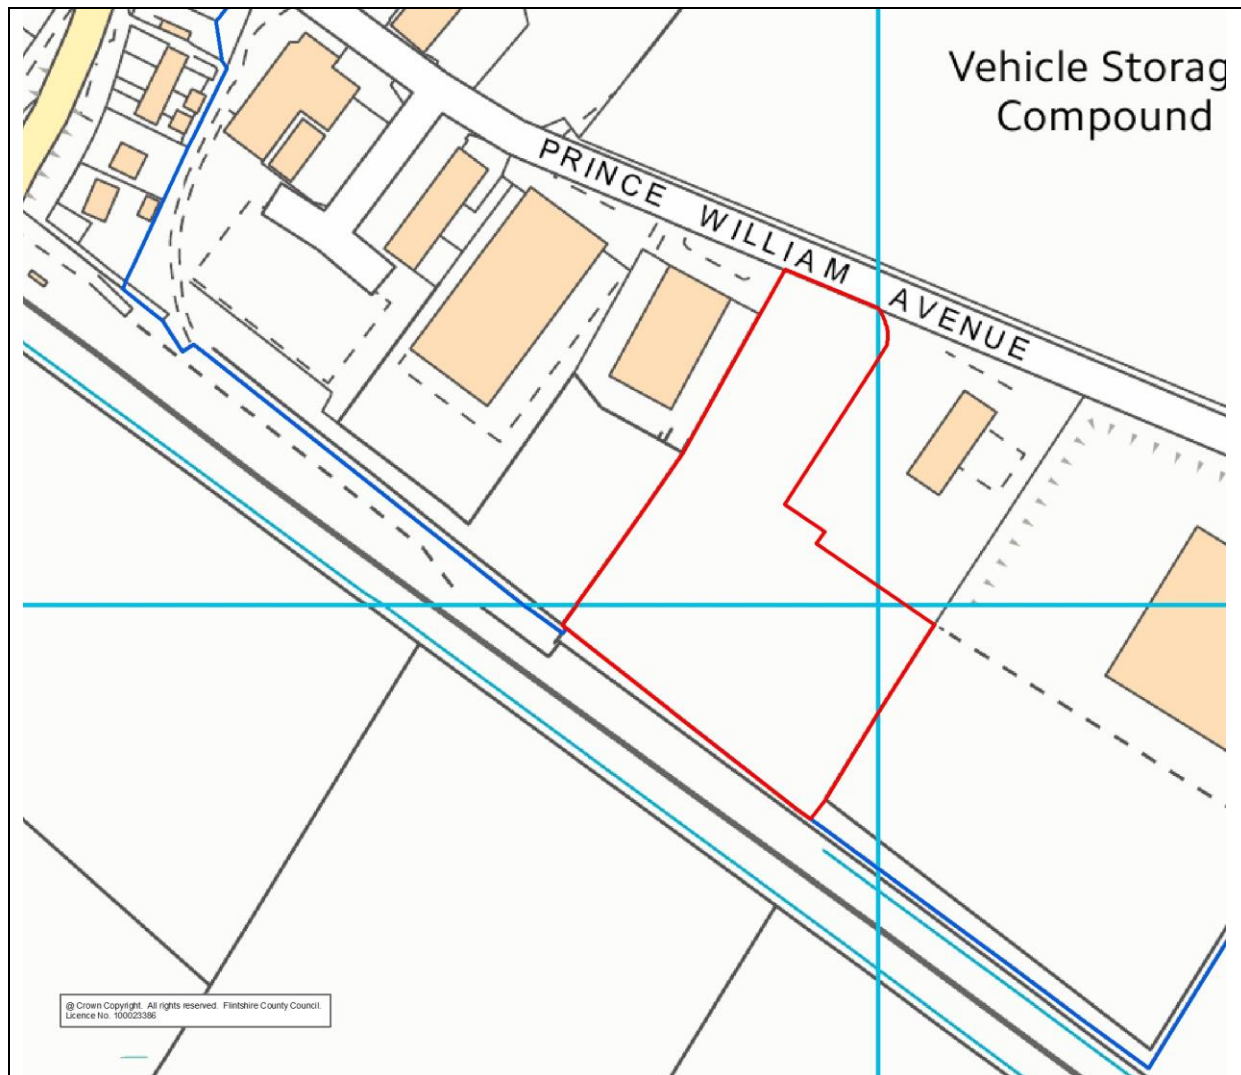 Vehicle Storag
Compound
PRINCE WILLIAM AVENUE
@ Crown Copyright. All rights reserved. Flintshire County Council.
Licence No. 100023386